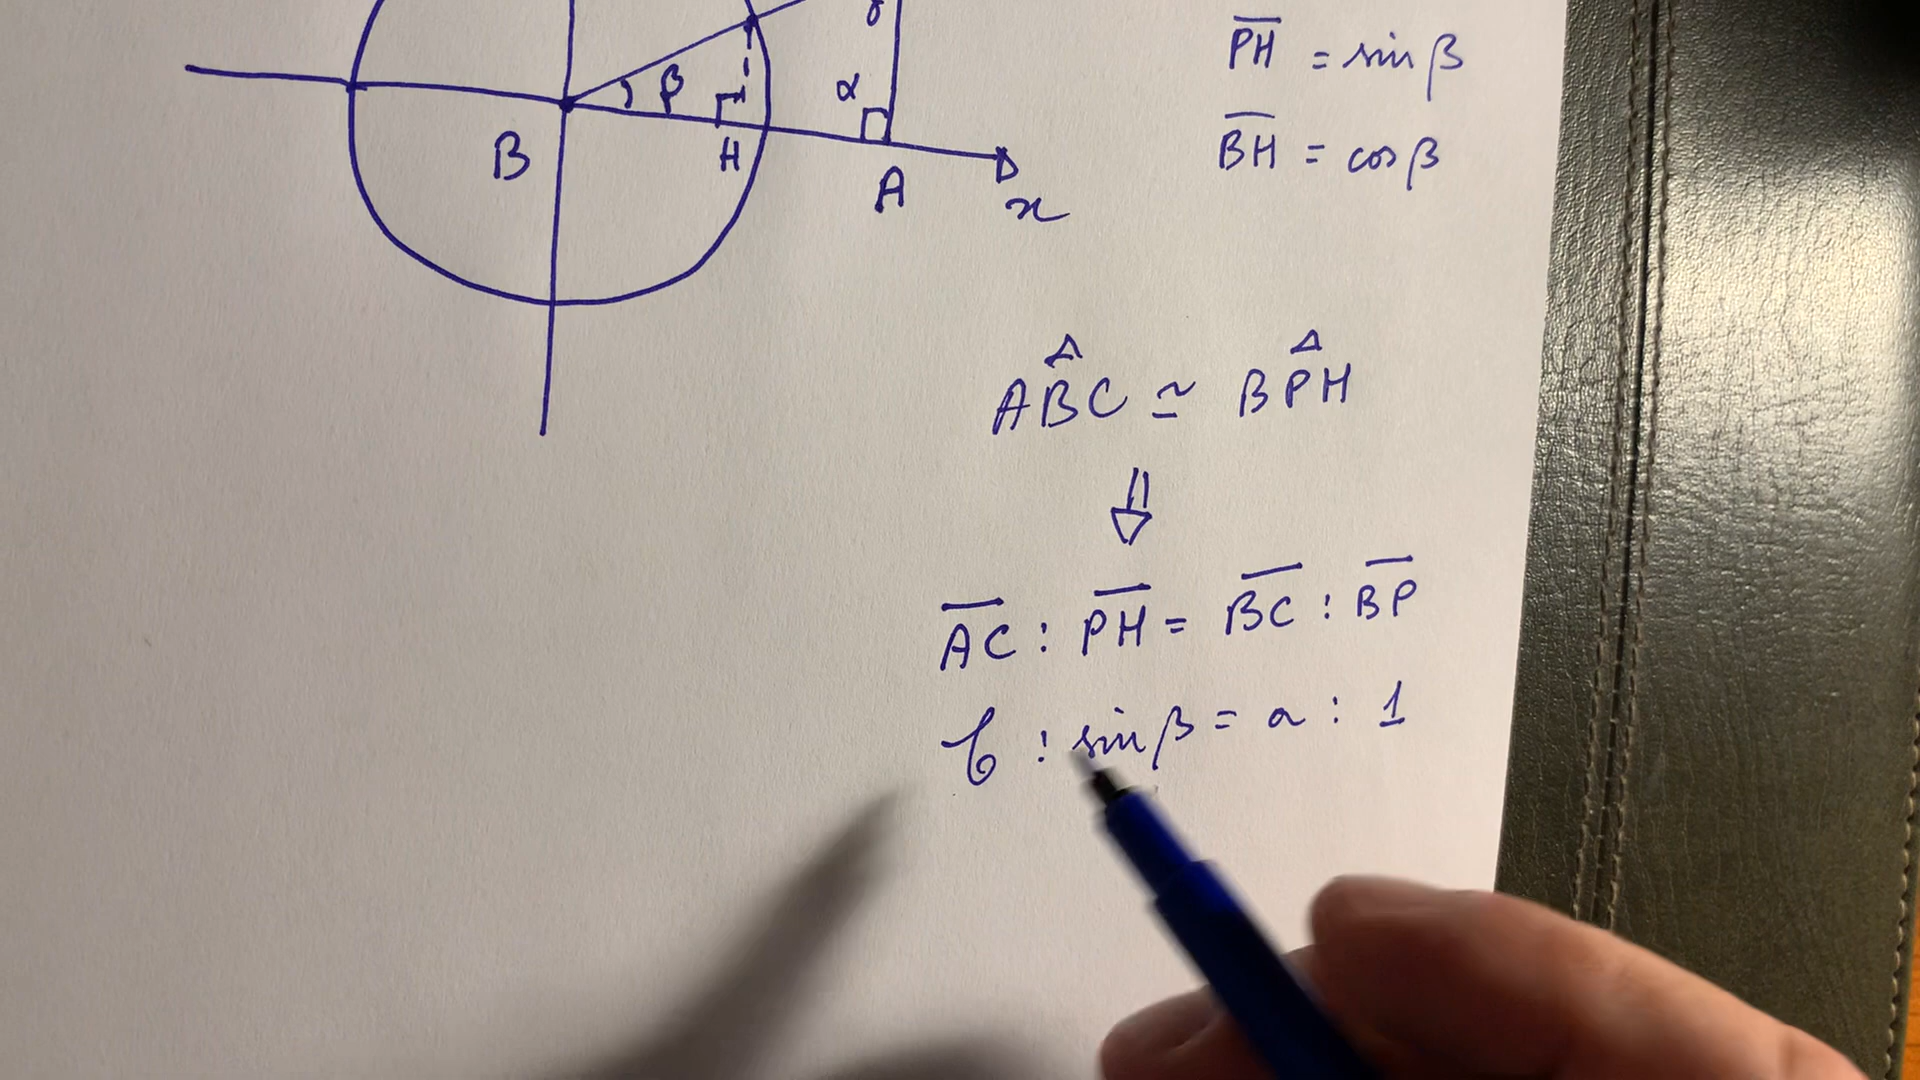 γ
PH = sin β
α
β
BH = cos β
B
H
A
x
ABC ≃ BPH
⇓
AC : PH = BC : BP
b : sin β = a : 1